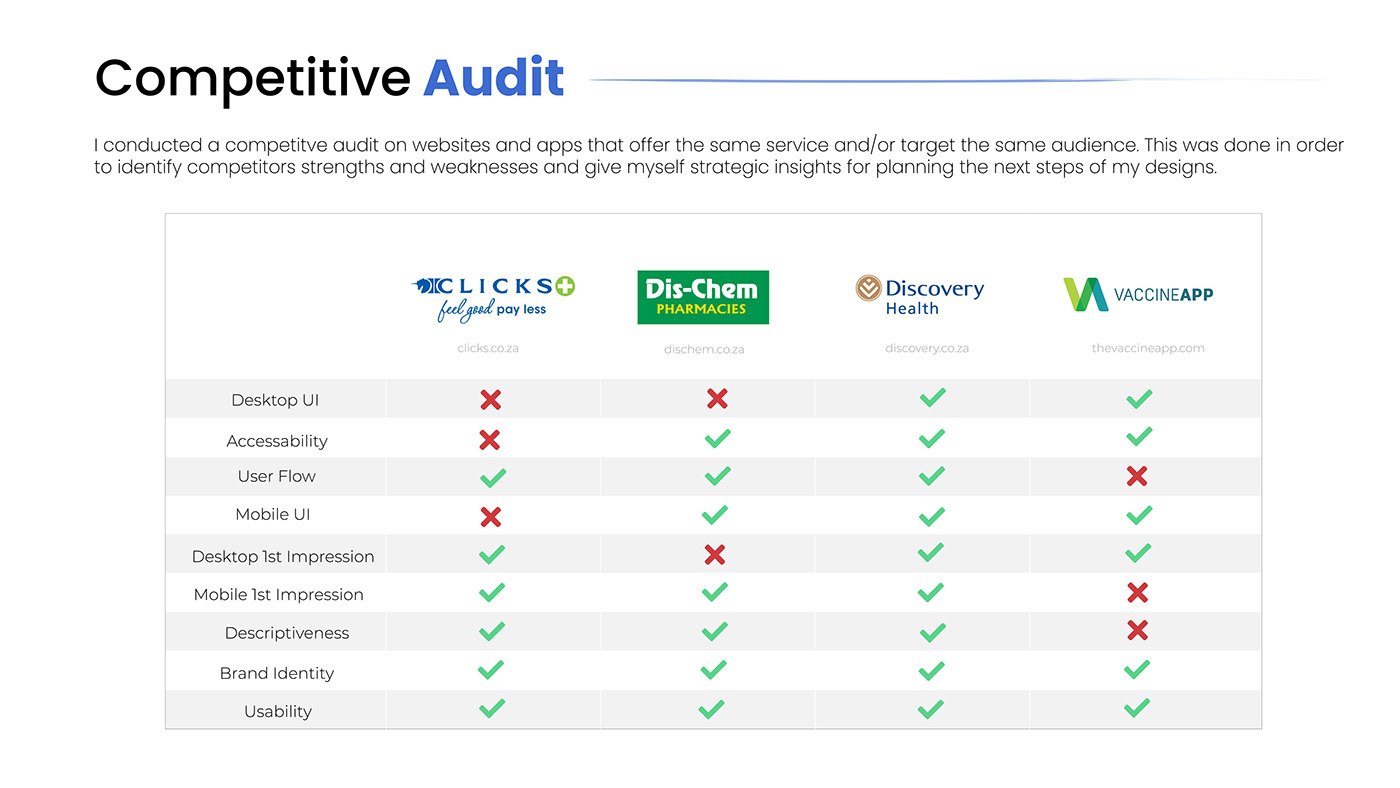 Competitive Audit
I conducted a competitve audit on websites and apps that offer the same service and/or target the same audience. This was done in order
to identify competitors strengths and weaknesses and give myself strategic insights for planning the next steps of my designs.
CLICKS
feel good pay less
clicks.co.za
Dis-Chem
PHARMACIES
dischem.co.za
Discovery
Health
discovery.co.za
VACCINEAPP
thevaccineapp.com
Desktop UI
Accessability
User Flow
Mobile UI
Desktop 1st Impression
Mobile 1st Impression
Descriptiveness
Brand Identity
Usability